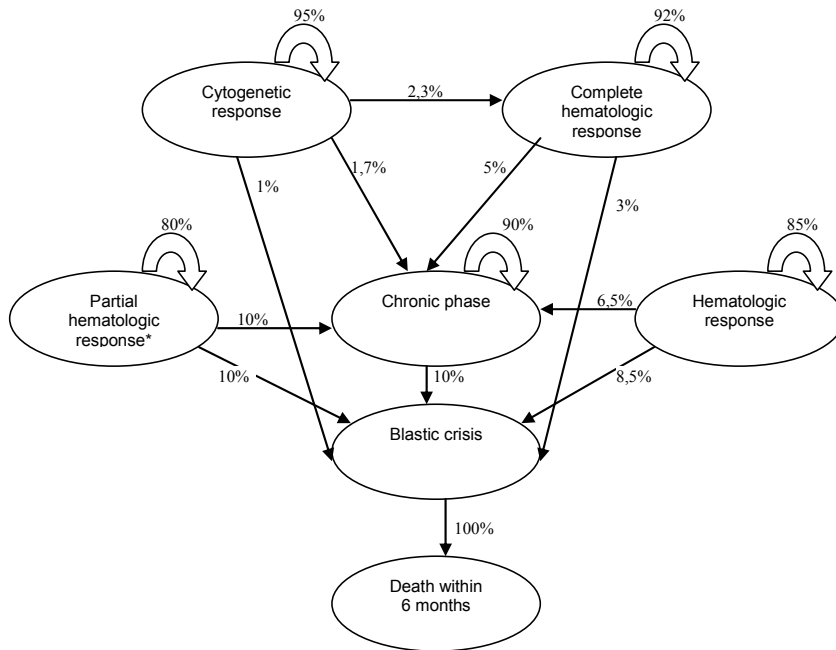 95%
92%
Cytogenetic
response
2,3%
Complete
hematologic
response
1,7%
5%
1%
3%
80%
90%
85%
Partial
hematologic
response*
10%
Chronic phase
6,5%
Hematologic
response
10%
10%
8,5%
Blastic crisis
100%
Death within
6 months